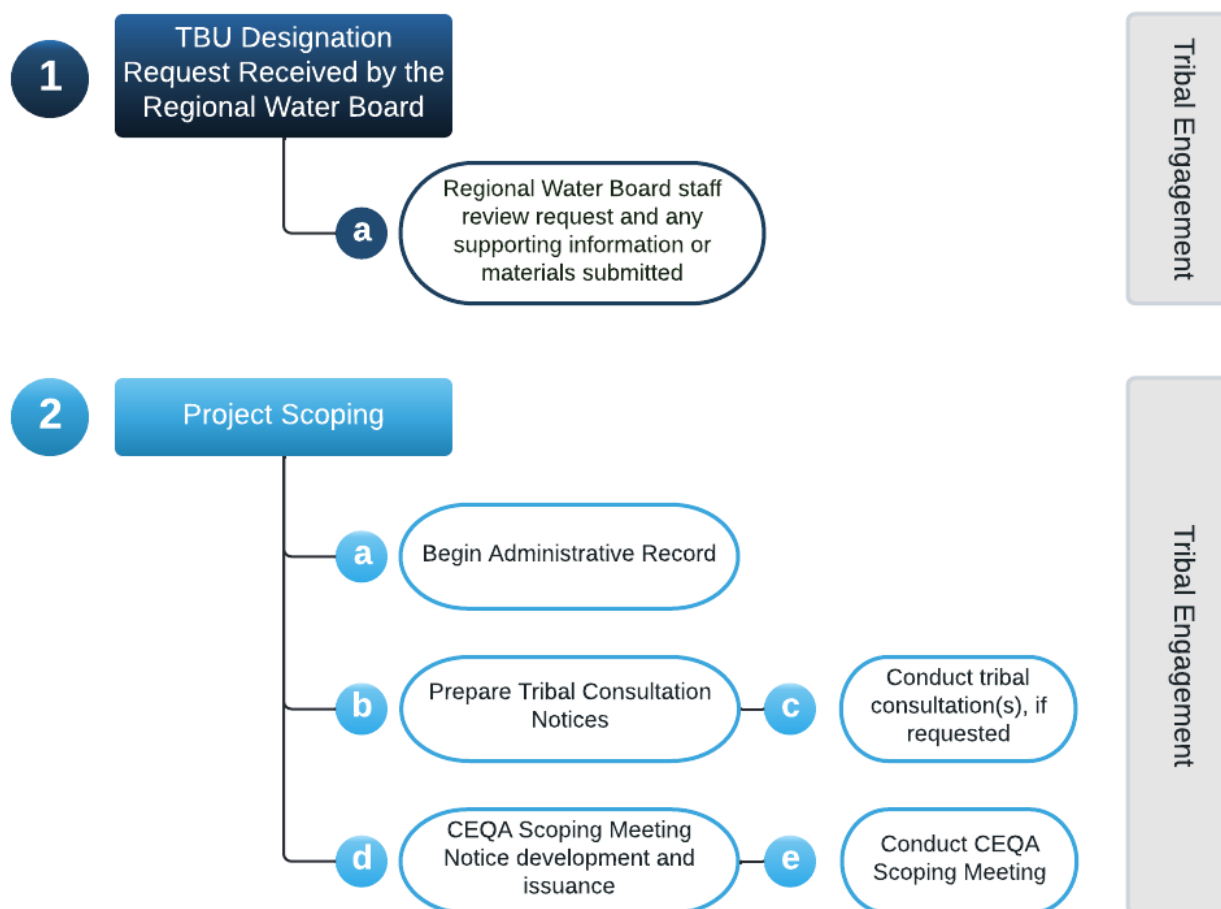 1
TBU Designation
Request Received by the
Regional Water Board
a
Regional Water Board staff
review request and any
supporting information or
materials submitted
Tribal Engagement
2
Project Scoping
a
Begin Administrative Record
b
Prepare Tribal Consultation
Notices
c
Conduct tribal
consultation(s), if
requested
d
CEQA Scoping Meeting
Notice development and
issuance
e
Conduct CEQA
Scoping Meeting
Tribal Engagement